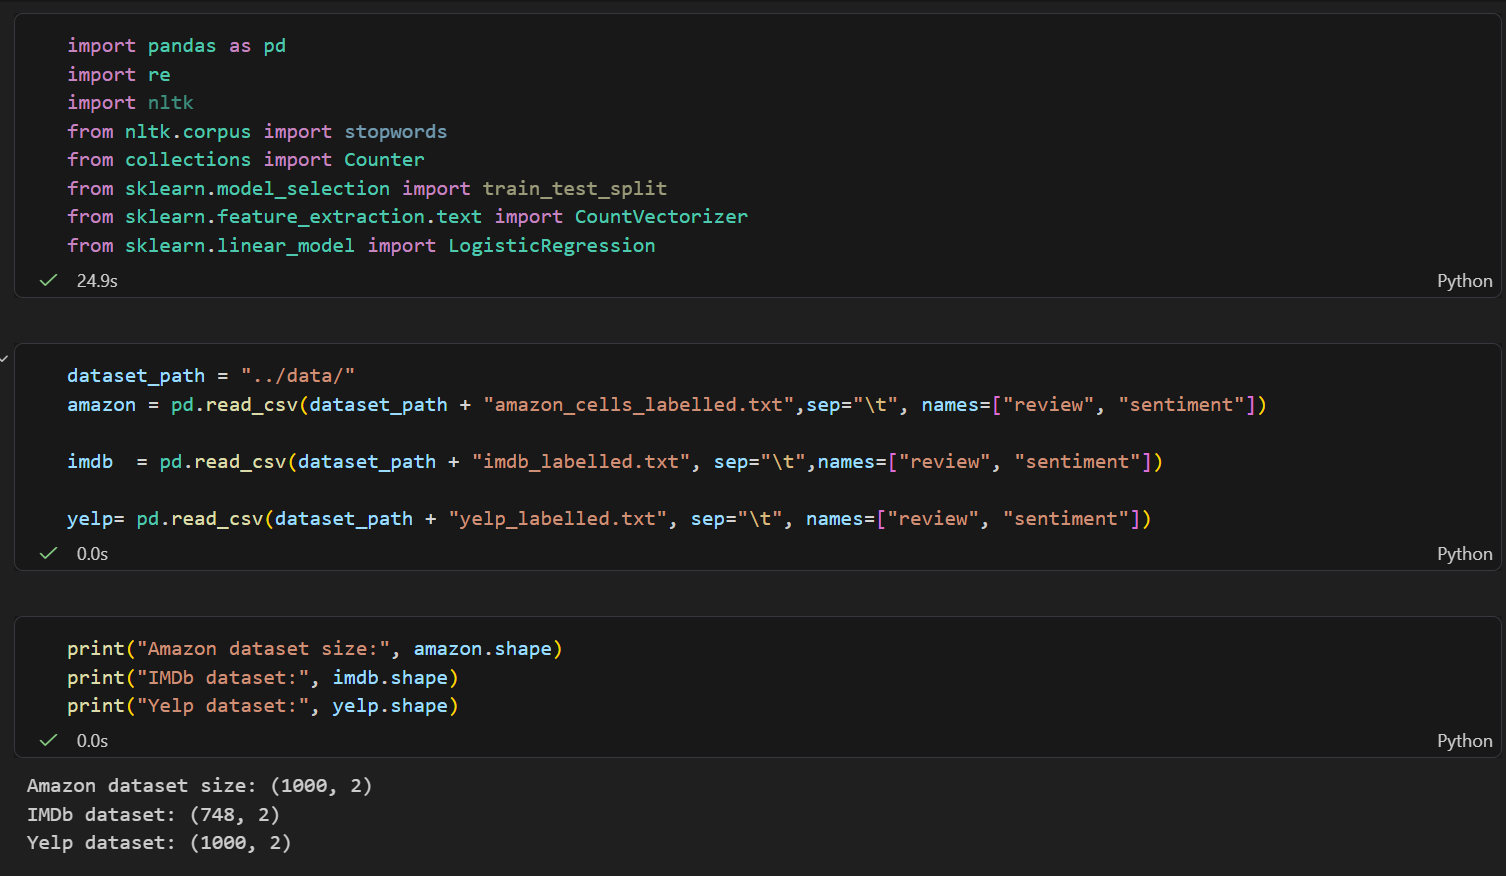 import pandas as pd
import re
import nltk
from nltk.corpus import stopwords
from collections import Counter
from sklearn.model_selection import train_test_split
from sklearn.feature_extraction.text import CountVectorizer
from sklearn.linear_model import LogisticRegression
24.9s
Python
dataset_path = "../data/"
amazon = pd.read_csv(dataset_path + "amazon_cells_labelled.txt",sep="\t", names=["review", "sentiment"])
imdb  = pd.read_csv(dataset_path + "imdb_labelled.txt", sep="\t",names=["review", "sentiment"])
yelp= pd.read_csv(dataset_path + "yelp_labelled.txt", sep="\t", names=["review", "sentiment"])
0.0s
Python
print("Amazon dataset size:", amazon.shape)
print("IMDb dataset:", imdb.shape)
print("Yelp dataset:", yelp.shape)
0.0s
Python
Amazon dataset size: (1000, 2)
IMDb dataset: (748, 2)
Yelp dataset: (1000, 2)